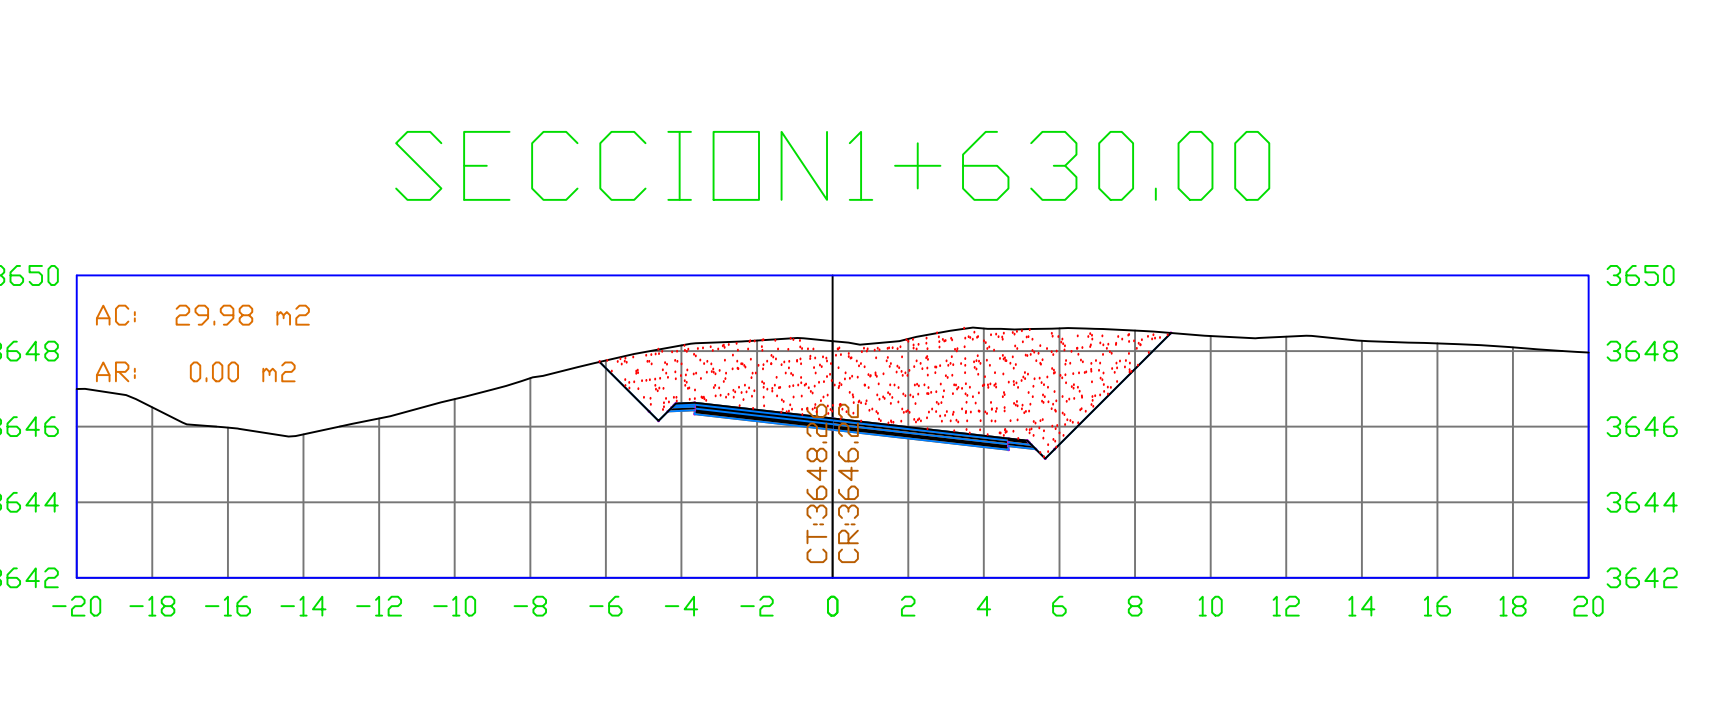 SECCION1+630.00
3650 3650
AC: 29.98 m2
3648 3648
AR: 0.00 m2
3646 3646
CT:3648.26
CR:3646.22
3644 3644
3642 3642
-20 -18 -16 -14 -12 -10 -8 -6 -4 -2 0 2 4 6 8 10 12 14 16 18 20